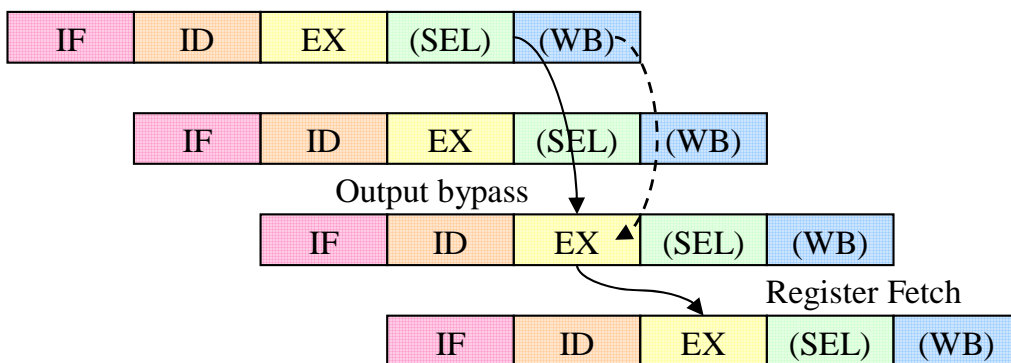 IF ID EX (SEL) (WB)
IF ID EX (SEL) (WB)
Output bypass
IF ID EX (SEL) (WB)
Register Fetch
IF ID EX (SEL) (WB)